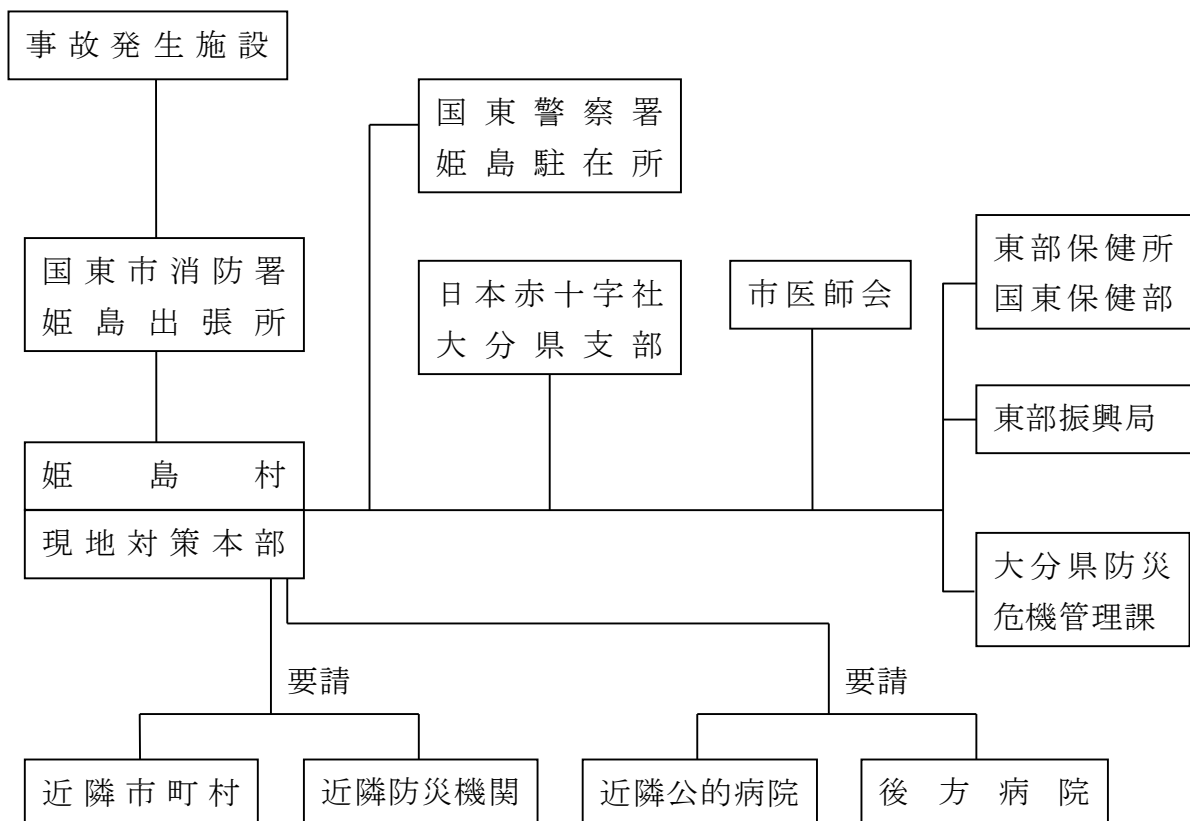 事故発生施設
国東警察署
姫島駐在所
国東市消防署
姫島出張所
日本赤十字社
大分県支部
市医師会
東部保健所
国東保健部
東部振興局
姫島村
現地対策本部
大分県防災
危機管理課
要請
要請
近隣市町村
近隣防災機関
近隣公的病院
後方病院